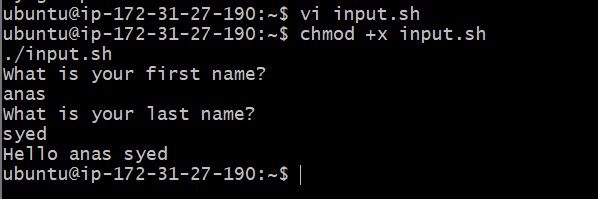 ubuntu@ip-172-31-27-190:~$ vi input.sh
ubuntu@ip-172-31-27-190:~$ chmod +x input.sh
./input.sh
What is your first name?
anas
What is your last name?
syed
Hello anas syed
ubuntu@ip-172-31-27-190:~$